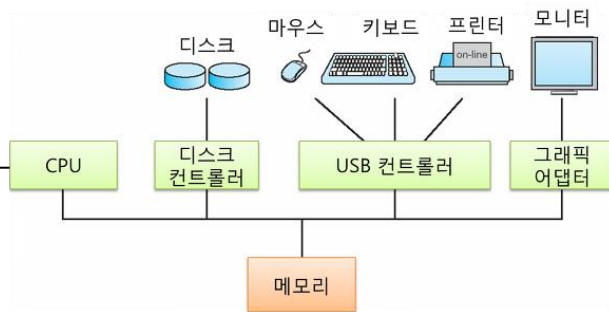 디스크
마우스
키보드
프린터
모니터
on-line
CPU
디스크
컨트롤러
USB 컨트롤러
그래픽
어댑터
메모리